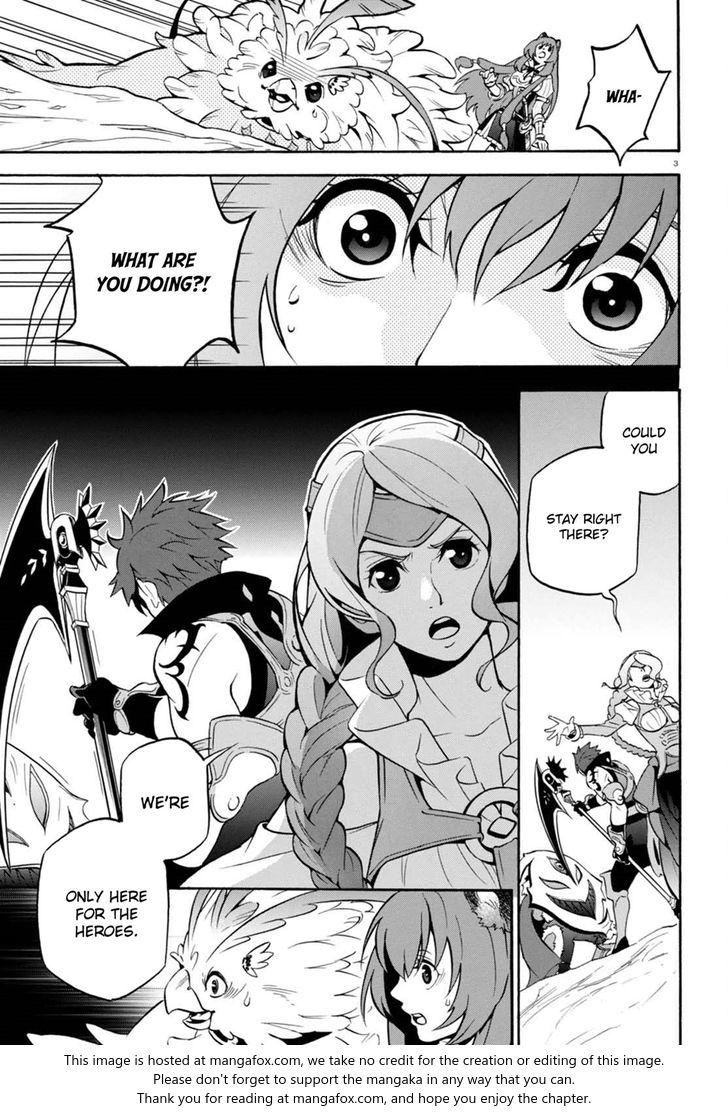 WHA-
3
WHAT ARE
YOU DOING?!
COULD
YOU
STAY RIGHT
THERE?
WE'RE
ONLY HERE
FOR THE
HEROES.
This image is hosted at mangafox.com, we take no credit for the creation or editing of this image.
Please don't forget to support the mangaka in any way that you can.
Thank you for reading at mangafox.com, and hope you enjoy the chapter.